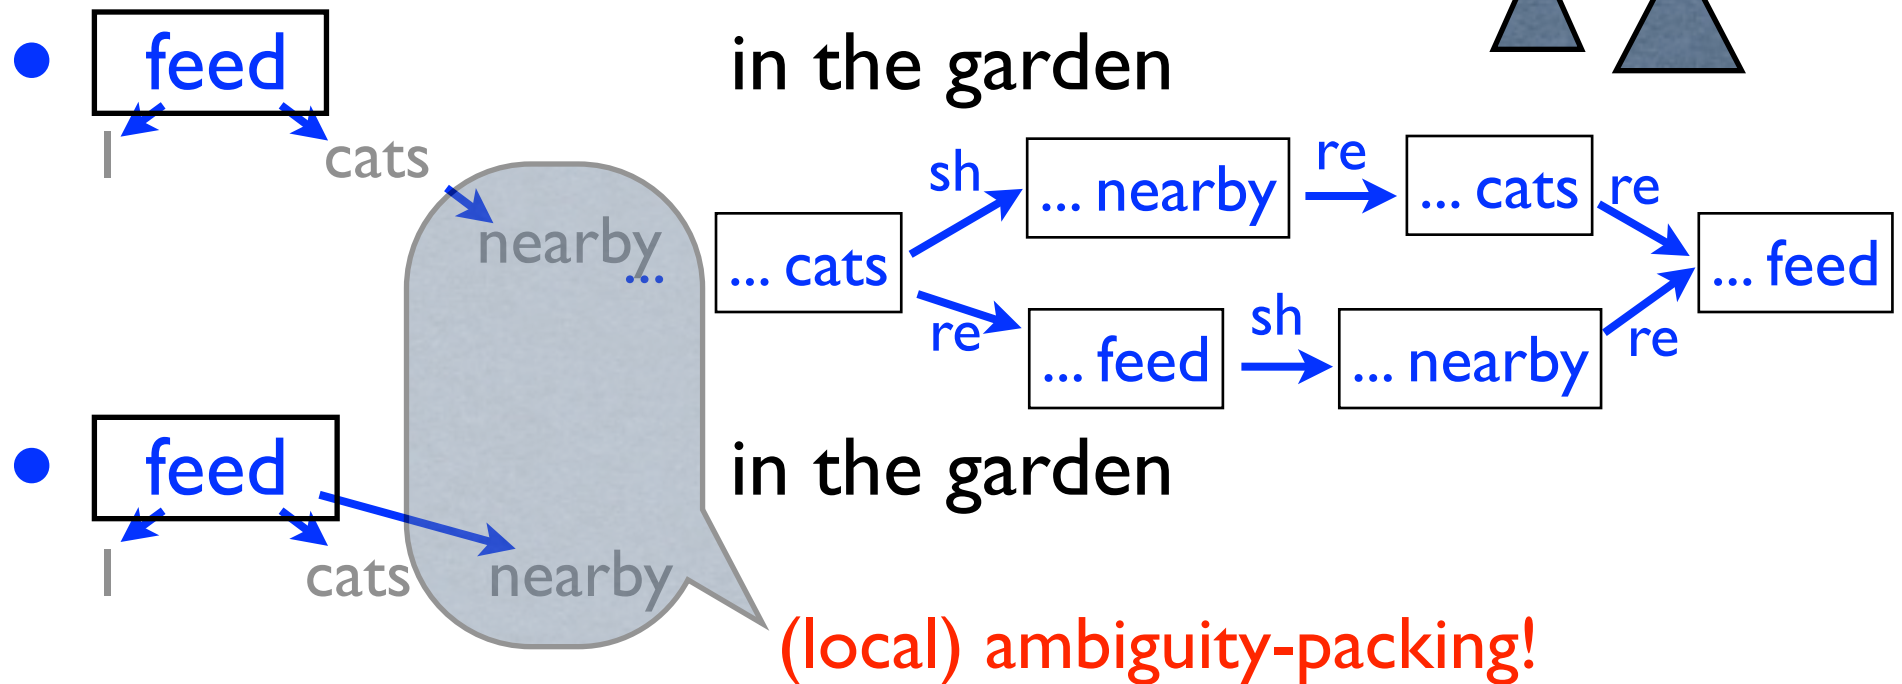 feed in the garden
I cats
sh ... nearby re ... cats re
nearby ...
... cats ... feed
re ... feed sh ... nearby re
feed in the garden
I cats nearby
(local) ambiguity-packing!